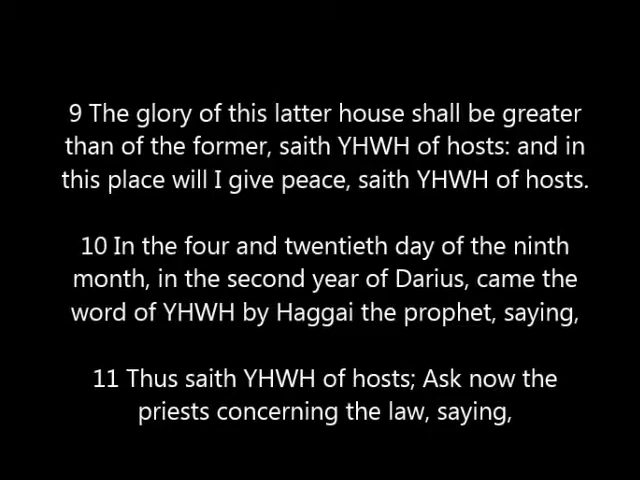 9 The glory of this latter house shall be greater
than of the former, saith YHWH of hosts: and in
this place will I give peace, saith YHWH of hosts.
10 In the four and twentieth day of the ninth
month, in the second year of Darius, came the
word of YHWH by Haggai the prophet, saying,
11 Thus saith YHWH of hosts; Ask now the
priests concerning the law, saying,